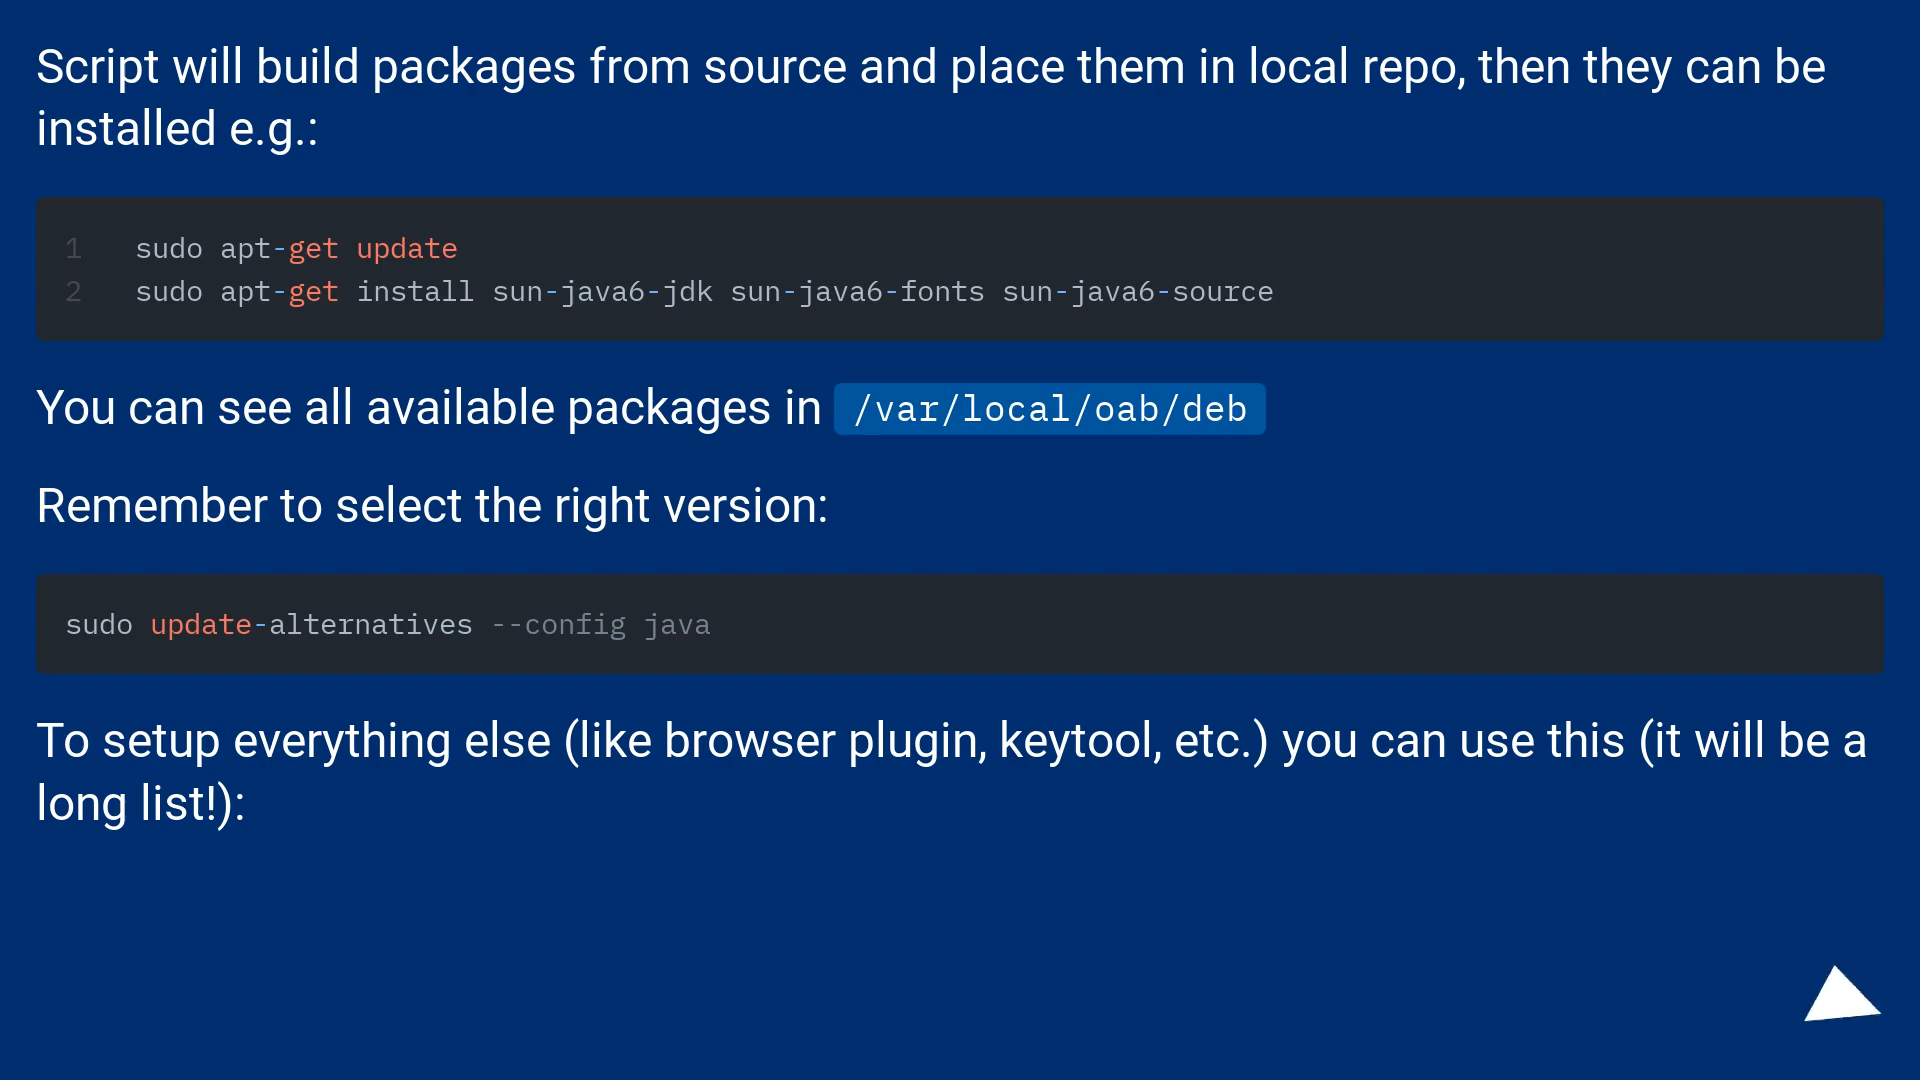 Script will build packages from source and place them in local repo, then they can be
installed e.g.:
1 sudo apt-get update
2 sudo apt-get install sun-java6-jdk sun-java6-fonts sun-java6-source
You can see all available packages in /var/local/oab/deb
Remember to select the right version:
sudo update-alternatives --config java
To setup everything else (like browser plugin, keytool, etc.) you can use this (it will be a
long list!):